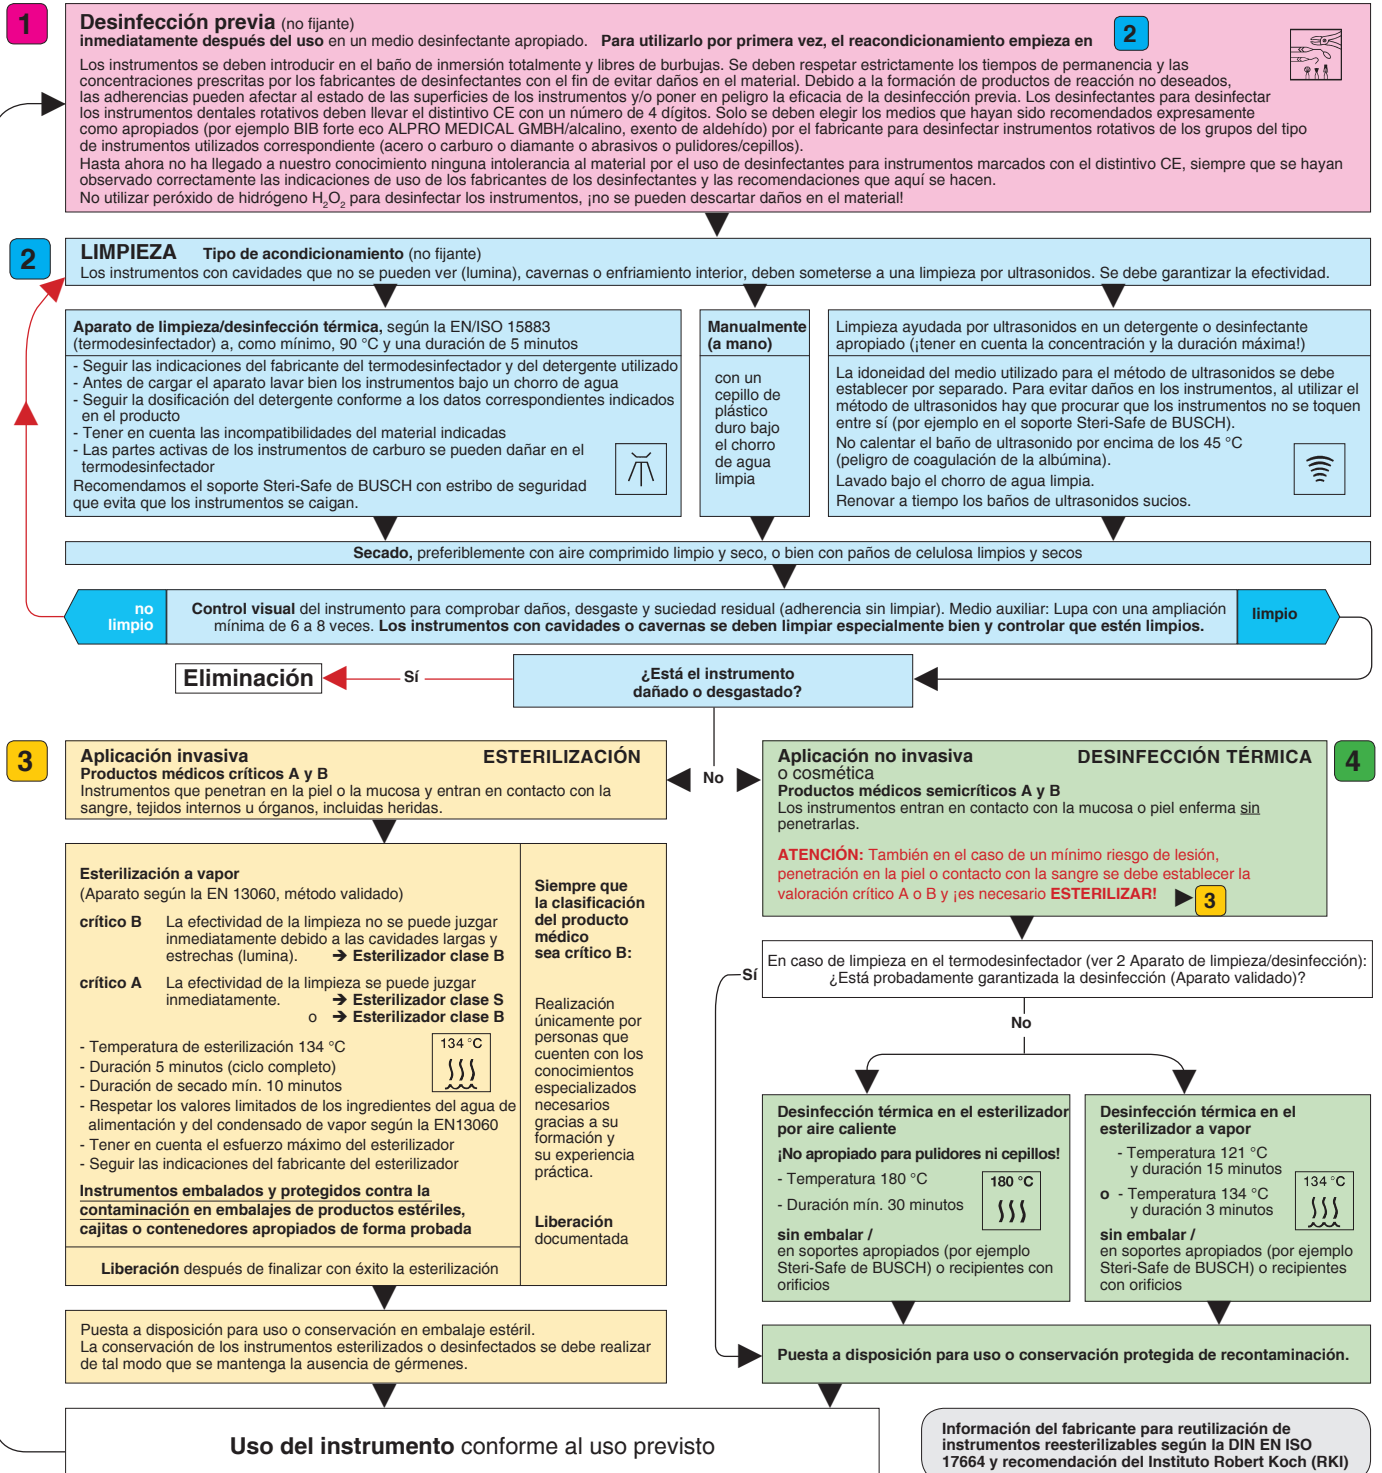 1
Desinfección previa (no fijante)
inmediatamente después del uso en un medio desinfectante apropiado. Para utilizarlo por primera vez, el reacondicionamiento empieza en 2
Los instrumentos se deben introducir en el baño de inmersión totalmente y libres de burbujas. Se deben respetar estrictamente los tiempos de permanencia y las
concentraciones prescritas por los fabricantes de desinfectantes con el fin de evitar daños en el material. Debido a la formación de productos de reacción no deseados,
las adherencias pueden afectar al estado de las superficies de los instrumentos y/o poner en peligro la eficacia de la desinfección previa. Los desinfectantes para desinfectar
los instrumentos dentales rotativos deben llevar el distintivo CE con un número de 4 dígitos. Solo se deben elegir los medios que hayan sido recomendados expresamente
como apropiados (por ejemplo BIB forte eco ALPRO MEDICAL GMBH/alcalino, exento de aldehído) por el fabricante para desinfectar instrumentos rotativos de los grupos del tipo
de instrumentos utilizados correspondiente (acero o carburo o diamante o abrasivos o pulidores/cepillos).
Hasta ahora no ha llegado a nuestro conocimiento ninguna intolerancia al material por el uso de desinfectantes para instrumentos marcados con el distintivo CE, siempre que se hayan
observado correctamente las indicaciones de uso de los fabricantes de los desinfectantes y las recomendaciones que aquí se hacen.
No utilizar peróxido de hidrógeno H₂O₂ para desinfectar los instrumentos, ¡no se pueden descartar daños en el material!
2
LIMPIEZA Tipo de acondicionamiento (no fijante)
Los instrumentos con cavidades que no se pueden ver (lumina), cavernas o enfriamiento interior, deben someterse a una limpieza por ultrasonidos. Se debe garantizar la efectividad.
Aparato de limpieza/desinfección térmica, según la EN/ISO 15883
(termodesinfectador) a, como mínimo, 90 °C y una duración de 5 minutos
- Seguir las indicaciones del fabricante del termodesinfectador y del detergente utilizado
- Antes de cargar el aparato lavar bien los instrumentos bajo un chorro de agua
- Seguir la dosificación del detergente conforme a los datos correspondientes indicados
en el producto
- Tener en cuenta las incompatibilidades del material indicadas
- Las partes activas de los instrumentos de carburo se pueden dañar en el
termodesinfectador
Recomendamos el soporte Steri-Safe de BUSCH con estribo de seguridad
que evita que los instrumentos se caigan.
Manualmente
(a mano)
con un
cepillo de
plástico
duro bajo
el chorro
de agua
limpia
Limpieza ayudada por ultrasonidos en un detergente o desinfectante
apropiado (¡tener en cuenta la concentración y la duración máxima!)
La idoneidad del medio utilizado para el método de ultrasonidos se debe
establecer por separado. Para evitar daños en los instrumentos, al utilizar el
método de ultrasonidos hay que procurar que los instrumentos no se toquen
entre sí (por ejemplo en el soporte Steri-Safe de BUSCH).
No calentar el baño de ultrasonido por encima de los 45 °C
(peligro de coagulación de la albúmina).
Lavado bajo el chorro de agua limpia.
Renovar a tiempo los baños de ultrasonidos sucios.
Secado, preferiblemente con aire comprimido limpio y seco, o bien con paños de celulosa limpios y secos
no
limpio
Control visual del instrumento para comprobar daños, desgaste y suciedad residual (adherencia sin limpiar). Medio auxiliar: Lupa con una ampliación
mínima de 6 a 8 veces. Los instrumentos con cavidades o cavernas se deben limpiar especialmente bien y controlar que estén limpios.
limpio
Eliminación
Sí
¿Está el instrumento
dañado o desgastado?
No
3
Aplicación invasiva ESTERILIZACIÓN
Productos médicos críticos A y B
Instrumentos que penetran en la piel o la mucosa y entran en contacto con la
sangre, tejidos internos u órganos, incluidas heridas.
Esterilización a vapor
(Aparato según la EN 13060, método validado)
crítico B La efectividad de la limpieza no se puede juzgar
inmediatamente debido a las cavidades largas y
estrechas (lumina). ➔ Esterilizador clase B
crítico A La efectividad de la limpieza se puede juzgar
inmediatamente. ➔ Esterilizador clase S
o ➔ Esterilizador clase B
- Temperatura de esterilización 134 °C
- Duración 5 minutos (ciclo completo)
- Duración de secado mín. 10 minutos
134 °C
- Respetar los valores limitados de los ingredientes del agua de
alimentación y del condensado de vapor según la EN13060
- Tener en cuenta el esfuerzo máximo del esterilizador
- Seguir las indicaciones del fabricante del esterilizador
Instrumentos embalados y protegidos contra la
contaminación en embalajes de productos estériles,
cajitas o contenedores apropiados de forma probada
Liberación después de finalizar con éxito la esterilización
Siempre que
la clasificación
del producto
médico
sea crítico B:
Realización
únicamente por
personas que
cuenten con los
conocimientos
especializados
necesarios
gracias a su
formación y
su experiencia
práctica.
Liberación
documentada
Puesta a disposición para uso o conservación en embalaje estéril.
La conservación de los instrumentos esterilizados o desinfectados se debe realizar
de tal modo que se mantenga la ausencia de gérmenes.
4
Aplicación no invasiva DESINFECCIÓN TÉRMICA
o cosmética
Productos médicos semicríticos A y B
Los instrumentos entran en contacto con la mucosa o piel enferma sin
penetrarlas.
ATENCIÓN: También en el caso de un mínimo riesgo de lesión,
penetración en la piel o contacto con la sangre se debe establecer la
valoración crítico A o B y ¡es necesario ESTERILIZAR! 3
Sí
En caso de limpieza en el termodesinfectador (ver 2 Aparato de limpieza/desinfección):
¿Está probadamente garantizada la desinfección (Aparato validado)?
No
Desinfección térmica en el esterilizador
por aire caliente
¡No apropiado para pulidores ni cepillos!
- Temperatura 180 °C
- Duración mín. 30 minutos
180 °C
sin embalar /
en soportes apropiados (por ejemplo
Steri-Safe de BUSCH) o recipientes con
orificios
Desinfección térmica en el
esterilizador a vapor
- Temperatura 121 °C
y duración 15 minutos
o - Temperatura 134 °C
y duración 3 minutos
134 °C
sin embalar /
en soportes apropiados (por ejemplo
Steri-Safe de BUSCH) o recipientes
con orificios
Puesta a disposición para uso o conservación protegida de recontaminación.
Uso del instrumento conforme al uso previsto
Información del fabricante para reutilización de
instrumentos reesterilizables según la DIN EN ISO
17664 y recomendación del Instituto Robert Koch (RKI)